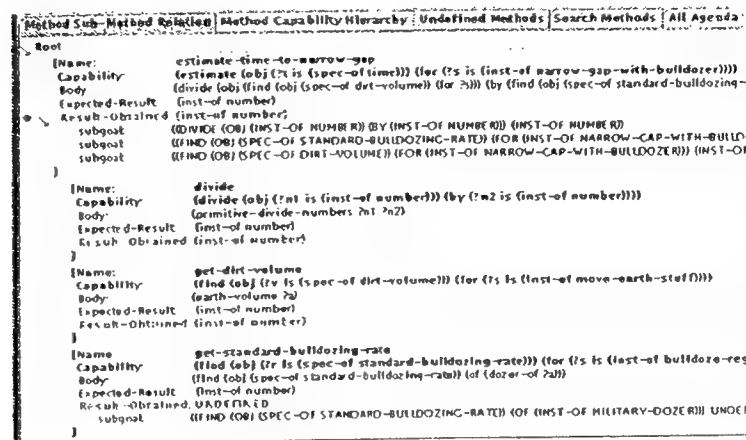 Method Sub-Method Relation Method Capability Hierarchy Undefined Methods Search Methods All Agenda
Root
[Name: estimate-time-to-narrow-gap
Capability (estimate (obj (?t is (spec-of time))) (for (?s is (inst-of narrow-gap-with-bulldozer))))
Body (divide (obj (find (obj (spec-of dirt-volume)) (for ?s))) (by (find (obj (spec-of standard-bulldozing-
Expected-Result (inst-of number)
Result-Obtained (inst-of number)
subgoal ((DIVIDE (OBJ (INST-OF NUMBER)) (BY (INST-OF NUMBER)))
subgoal ((FIND (OBJ (SPEC-OF STANDARD-BULLDOZING-RATE)) (FOR (INST-OF NARROW-GAP-WITH-BULLD
subgoal ((FIND (OBJ (SPEC-OF DIRT-VOLUME)) (FOR (INST-OF NARROW-GAP-WITH-BULLDOZER))) (INST-OF
]
[Name: divide
Capability (divide (obj (?n1 is (inst-of number))) (by (?n2 is (inst-of number))))
Body: (primitive-divide-numbers ?n1 ?n2)
Expected-Result (inst-of number)
Result-Obtained (inst-of number)
]
[Name: get-dirt-volume
Capability (find (obj (?v is (spec-of dirt-volume))) (for (?s is (inst-of move-earth-stuff))))
Body: (earth-volume ?a)
Expected-Result (inst-of number)
Result-Obtained (inst-of number)
]
[Name get-standard-bulldozing-rate
Capability (find (obj (?r is (spec-of standard-bulldozing-rate))) (for (?s is (inst-of bulldoze-reg
Body: (find (obj (spec-of standard-bulldozing-rate)) (of (dozer-of ?a)))
Expected-Result (inst-of number)
Result-Obtained, UNDEFINED
subgoal ((FIND (OBJ (SPEC-OF STANDARD-BULLDOZING-RATE)) (OF (INST-OF MILITARY-DOZER))) UNDE
]